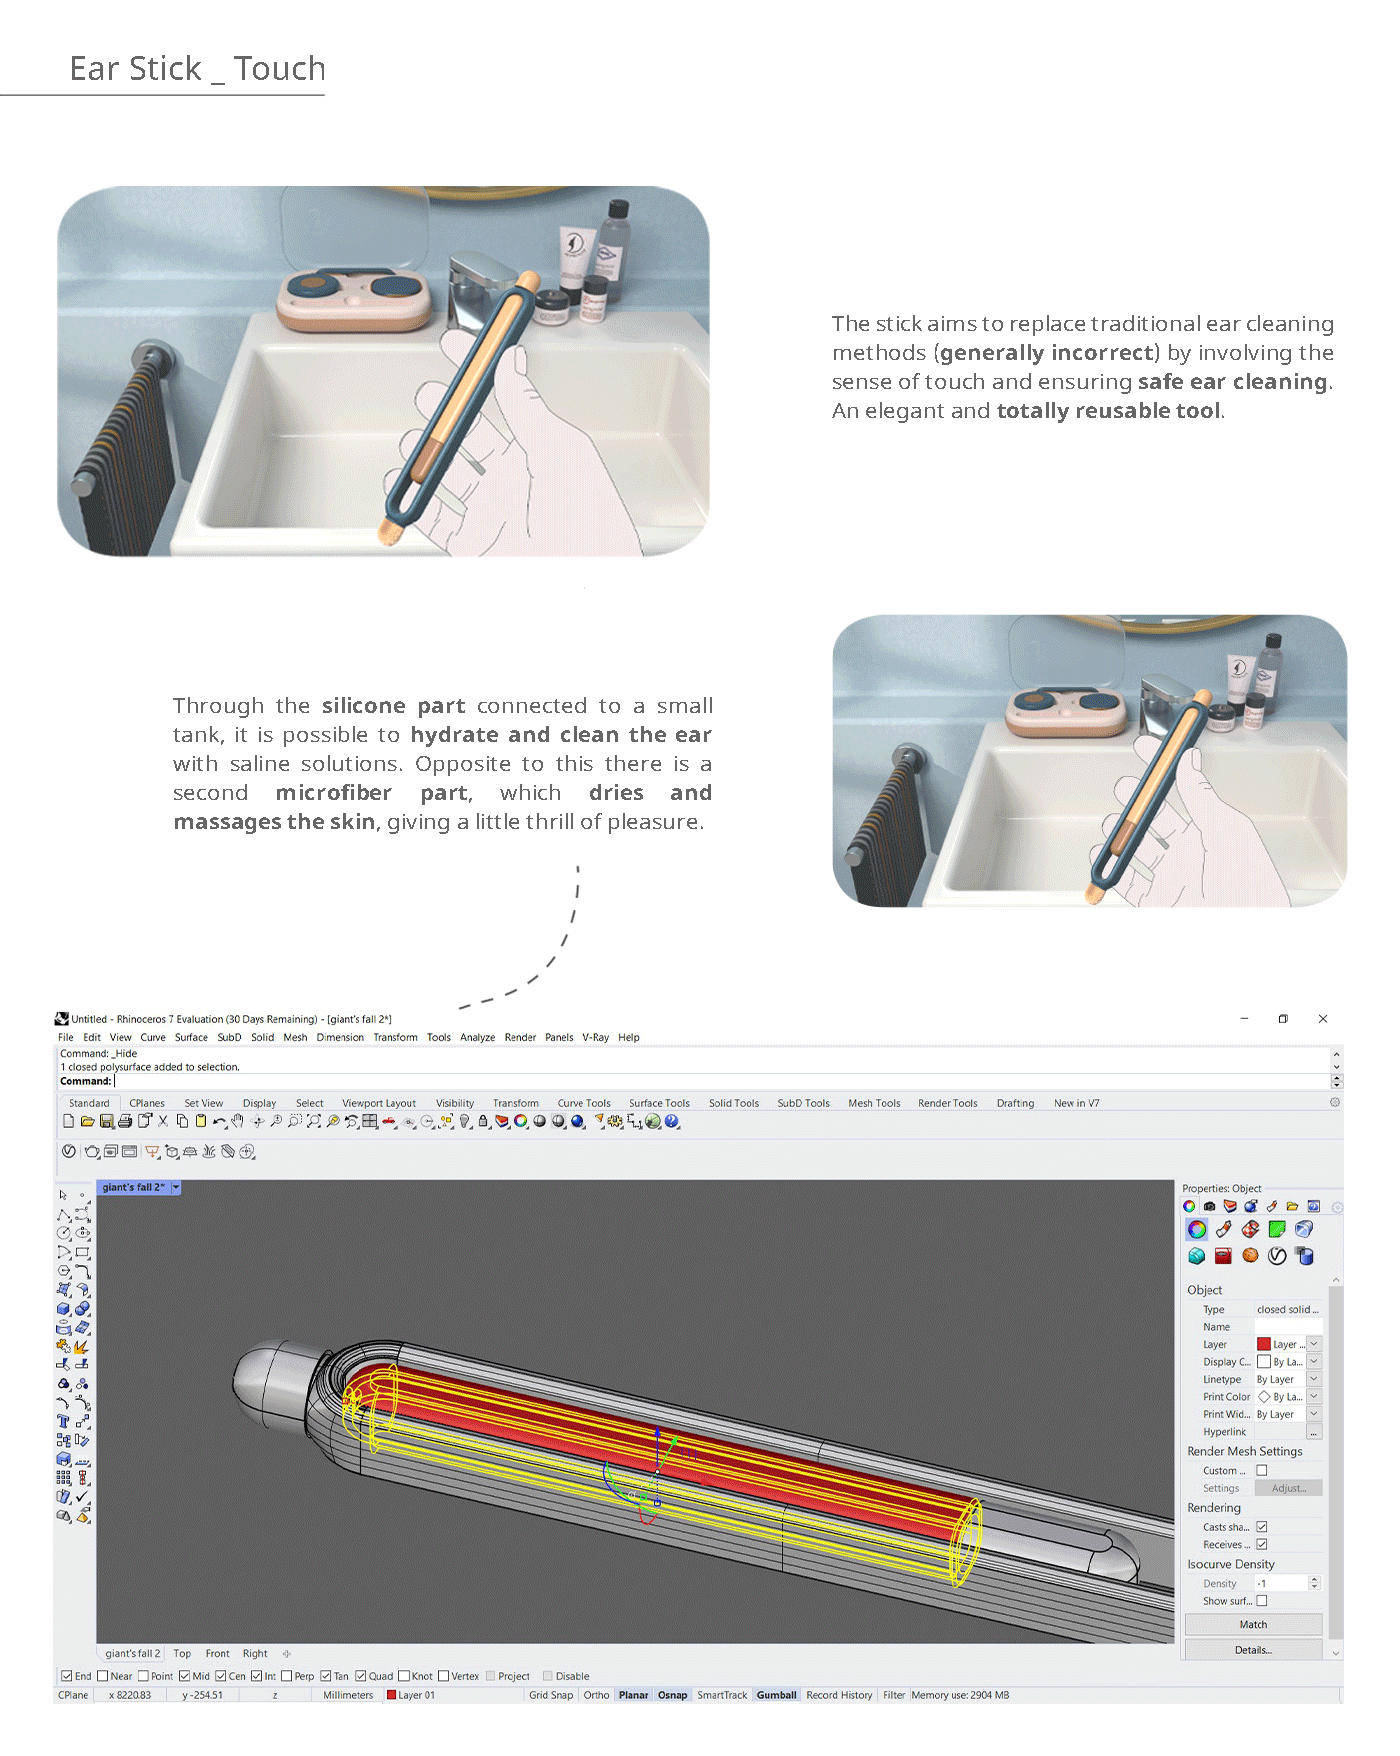 Ear Stick _ Touch
The stick aims to replace traditional ear cleaning
methods (generally incorrect) by involving the
sense of touch and ensuring safe ear cleaning.
An elegant and totally reusable tool.
Through the silicone part connected to a small
tank, it is possible to hydrate and clean the ear
with saline solutions. Opposite to this there is a
second microfiber part, which dries and
massages the skin, giving a little thrill of pleasure.
Untitled - Rhinoceros 7 Evaluation (30 Days Remaining) - [giant's fall 2*]
File Edit View Curve Surface SubD Solid Mesh Dimension Transform Tools Analyze Render Panels V-Ray Help
Command: _Hide
1 closed polysurface added to selection.
Command:
Standard CPlanes Set View Display Select Viewport Layout Visibility Transform Curve Tools Surface Tools Solid Tools SubD Tools Mesh Tools Render Tools Drafting New in V7
giant's fall 2*
Properties: Object
Object
Type closed solid ...
Name
Layer Layer ...
Display C... By La...
Linetype By Layer
Print Color By La...
Print Wid... By Layer
Hyperlink ...
Render Mesh Settings
Custom ...
Settings Adjust...
Rendering
Casts sha...
Receives ...
Isocurve Density
Density -1
Show surf...
Match
Details...
giant's fall 2 Top Front Right
End Near Point Mid Cen Int Perp Tan Quad Knot Vertex Project Disable
CPlane x 8220.83 y -254.51 z Millimeters Layer 01 Grid Snap Ortho Planar Osnap SmartTrack Gumball Record History Filter Memory use: 2904 MB